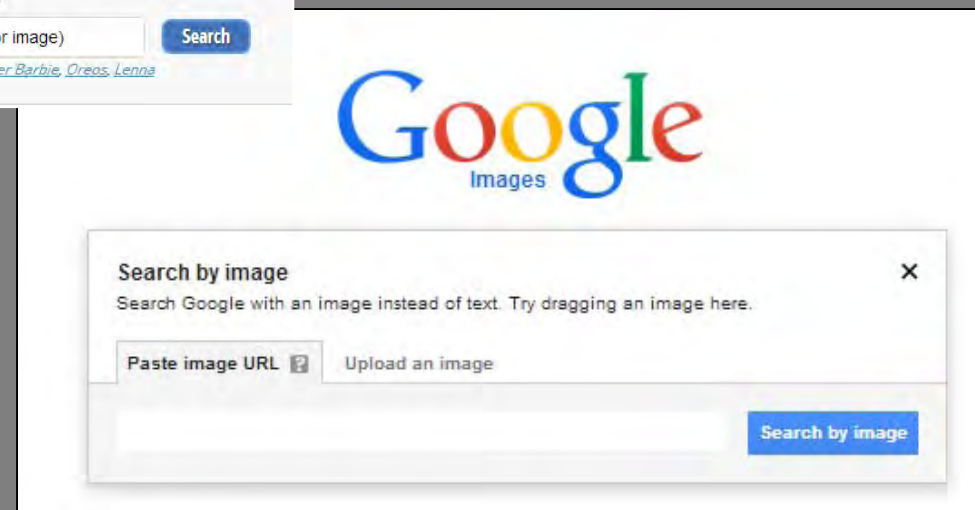 r image) Search
er Barbie, Oreos, Lenna
Google
Images
Search by image
Search Google with an image instead of text. Try dragging an image here.
Paste image URL ? Upload an image
Search by image